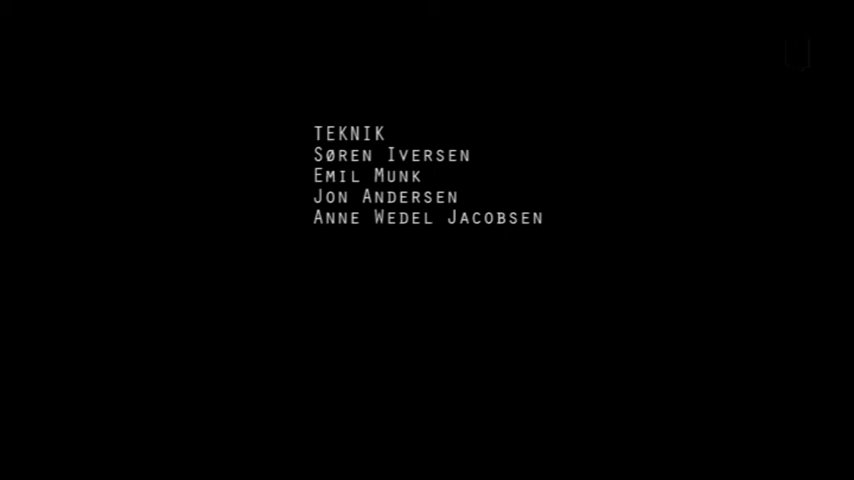 TEKNIK
SØREN IVERSEN
EMIL MUNK
JON ANDERSEN
ANNE WEDEL JACOBSEN